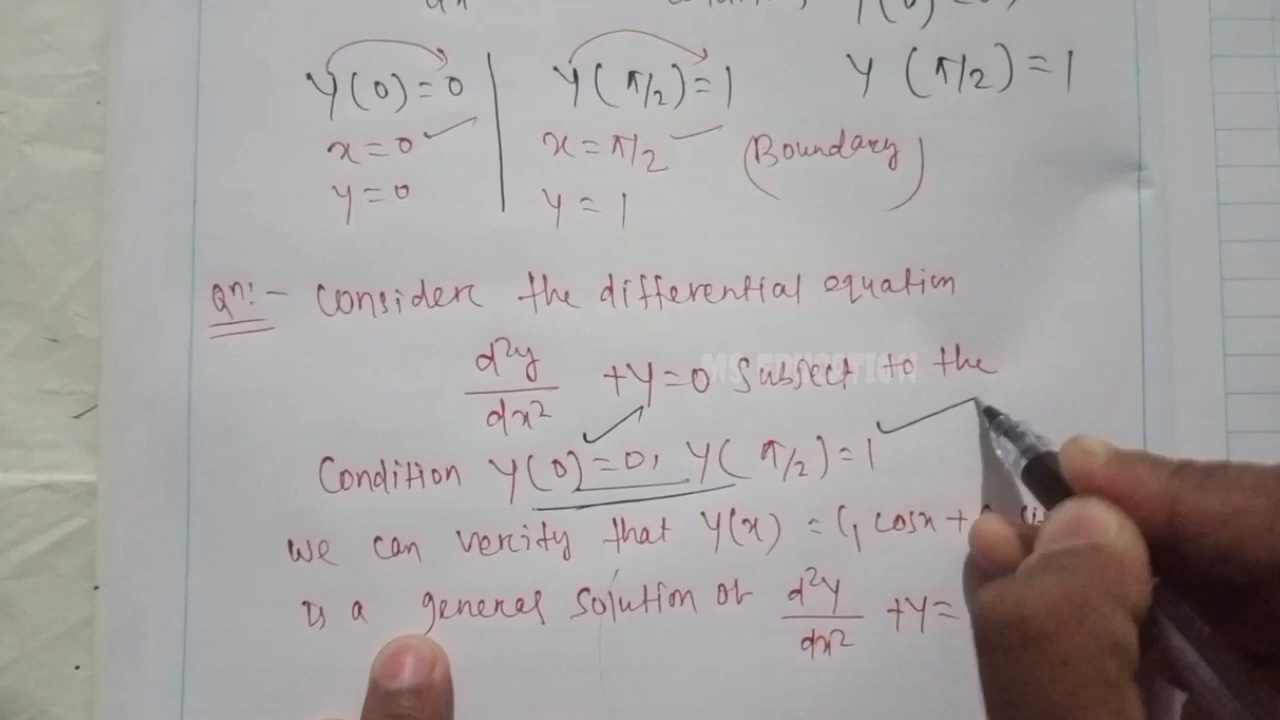 Y(0)=0 Y(π/2)=1 Y (π/2)=1
x=0 x=π/2 (Boundary)
y=0 Y=1
Qn:- Consider the differential equation
d²y/dx² +Y=0 Subject to the
MS EDUCATION
Condition Y(0)=0, Y(π/2)=1
We can verify that Y(x) = C₁ cosx +
is a general solution of d²y/dx² +Y=